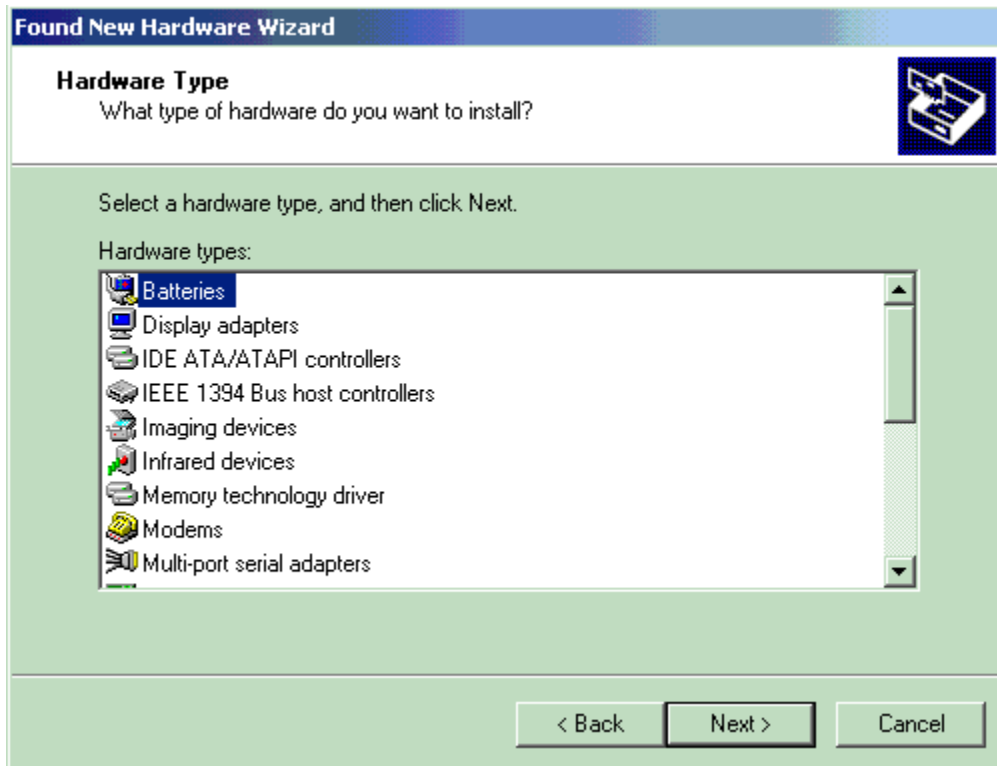 Found New Hardware Wizard
Hardware Type
What type of hardware do you want to install?
Select a hardware type, and then click Next.
Hardware types:
Batteries
Display adapters
IDE ATA/ATAPI controllers
IEEE 1394 Bus host controllers
Imaging devices
Infrared devices
Memory technology driver
Modems
Multi-port serial adapters
< Back Next > Cancel